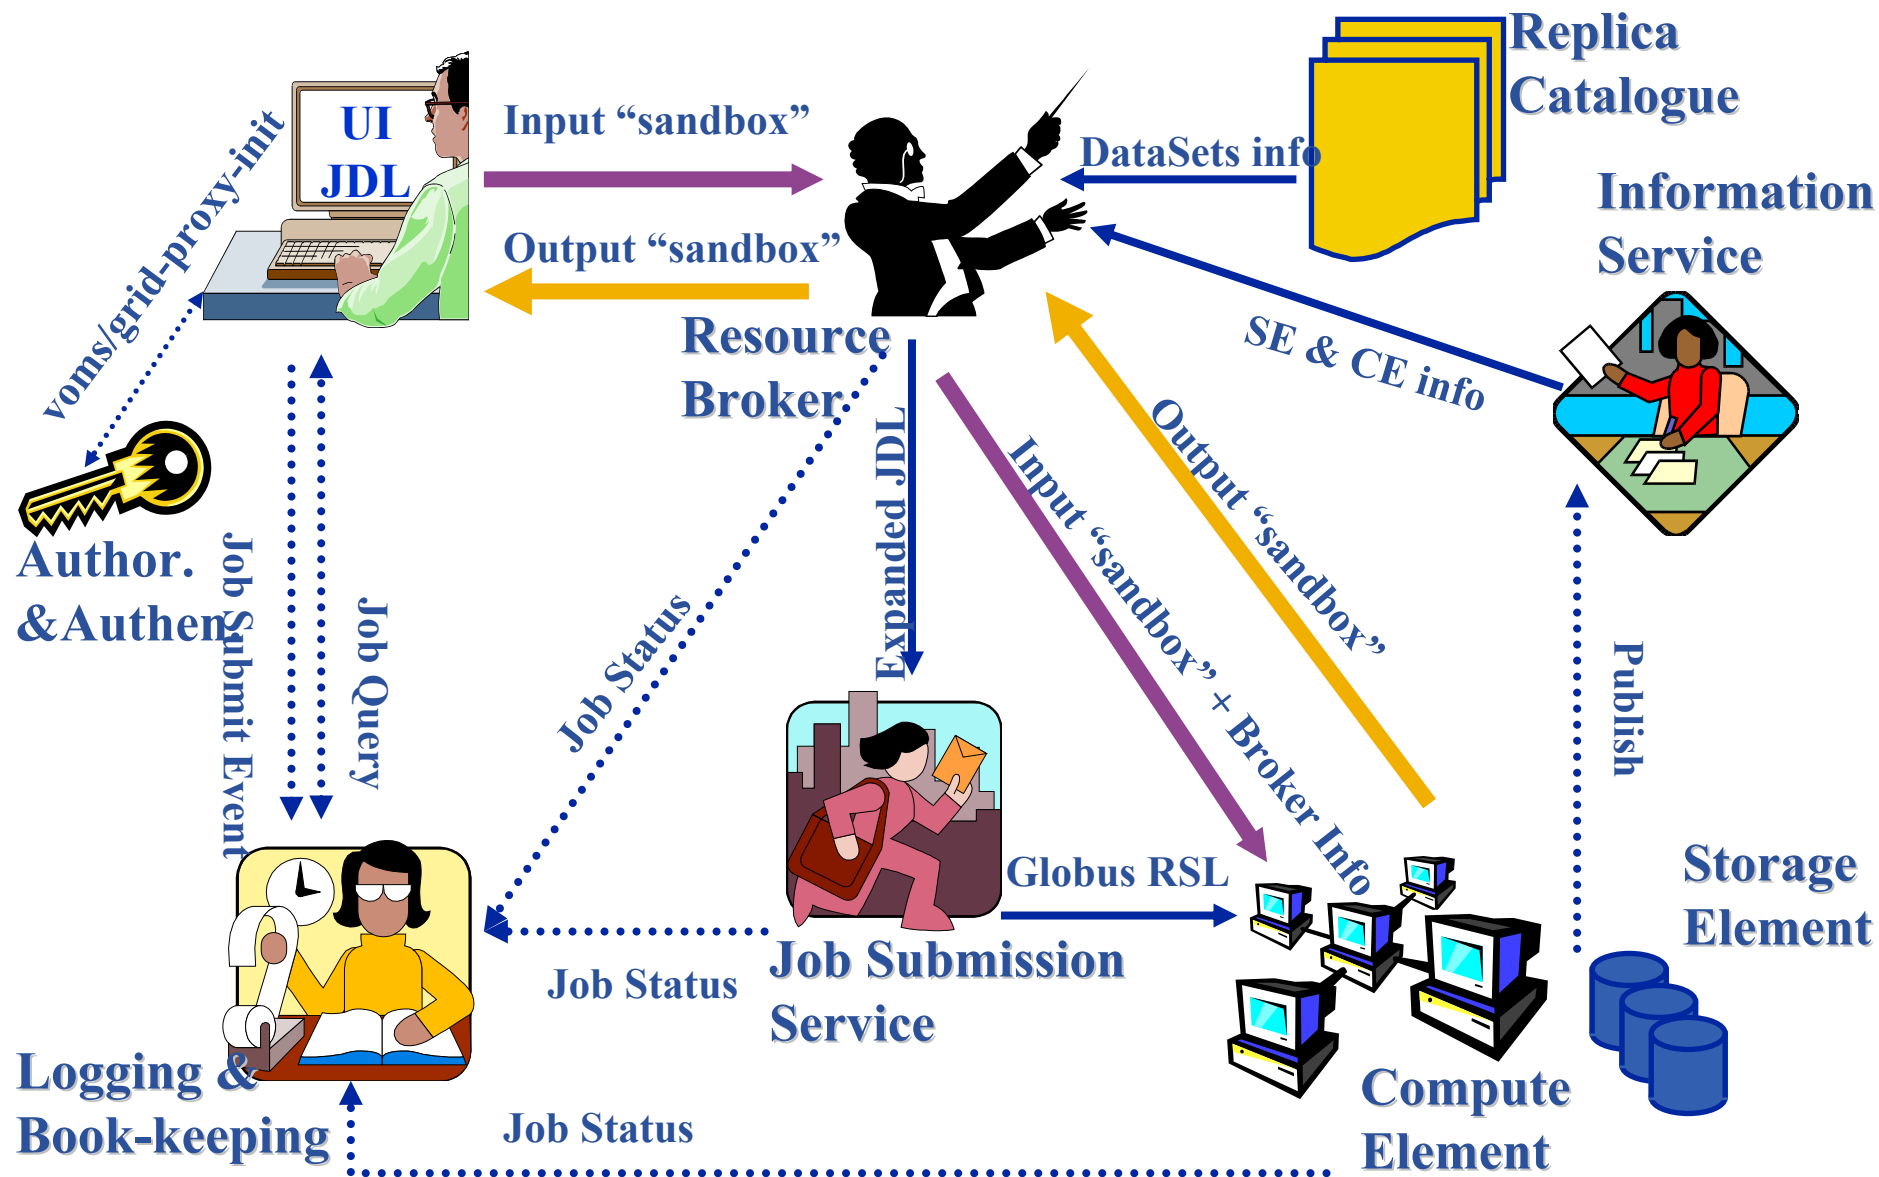 Replica
Catalogue
UI
JDL
Input “sandbox”
DataSets info
voms/grid-proxy-init
Information
Service
Output “sandbox”
Resource
Broker
SE & CE info
Expanded JDL
Input “sandbox” + Broker Info
Output “sandbox”
Author.
&Authen.
Job Submit Event
Job Query
Job Status
Publish
Globus RSL
Storage
Element
Job Submission
Service
Job Status
Logging &
Book-keeping
Compute
Element
Job Status